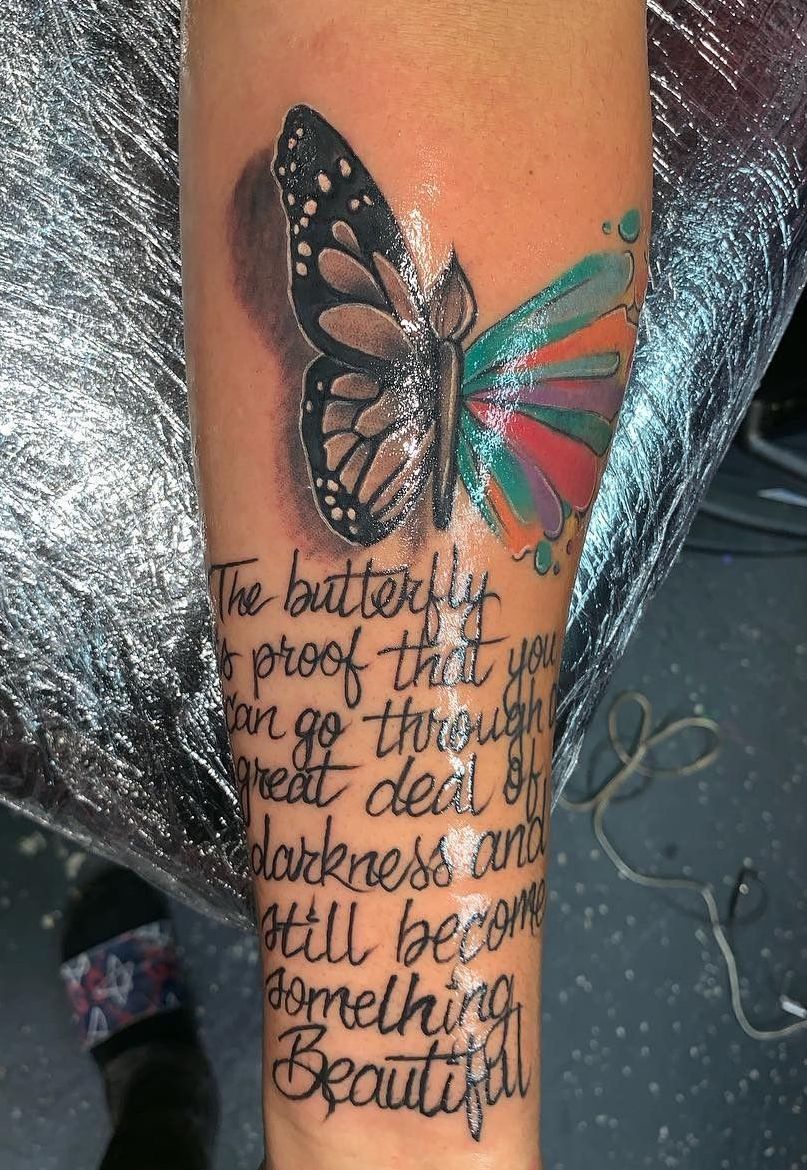 The butterfly
is proof that you
can go through a
great deal of
darkness and
still become
something
Beautiful